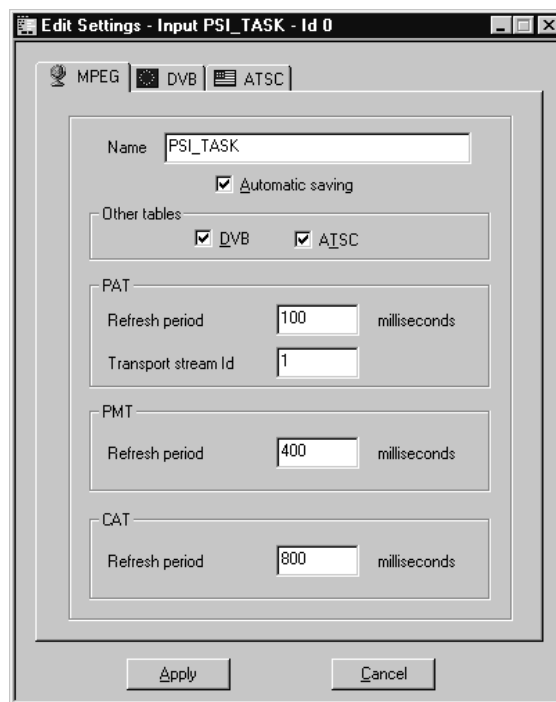 Edit Settings - Input PSI_TASK - Id 0
MPEG DVB ATSC
Name PSI_TASK
Automatic saving
Other tables
DVB ATSC
PAT
Refresh period 100 milliseconds
Transport stream Id 1
PMT
Refresh period 400 milliseconds
CAT
Refresh period 800 milliseconds
Apply Cancel